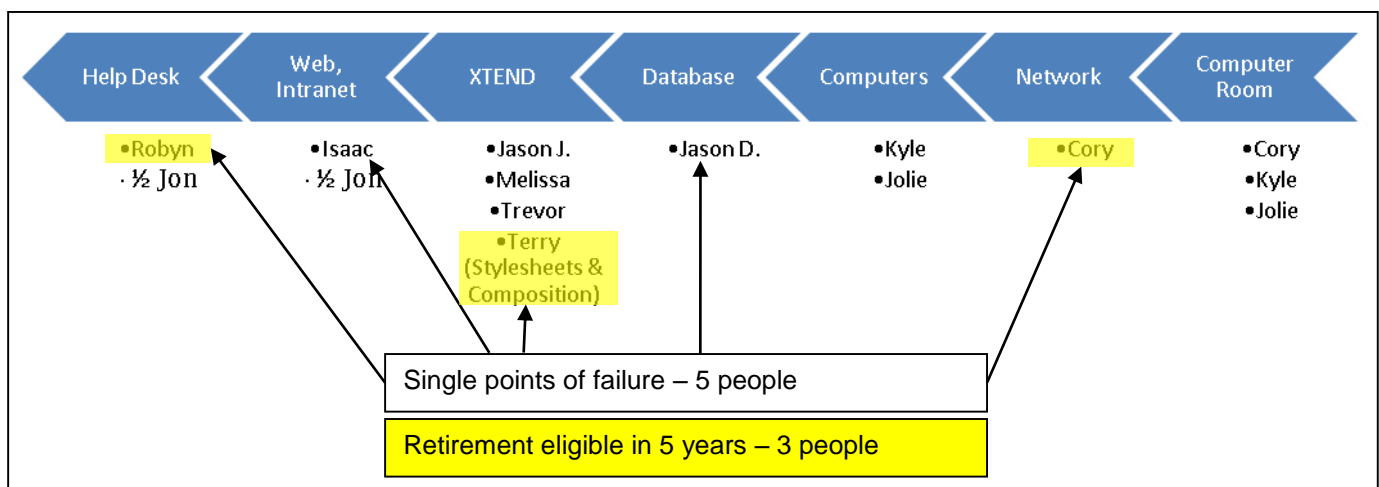 Help Desk
Web,
Intranet
XTEND
Database
Computers
Network
Computer
Room
•Robyn
· ½ Jon
•Isaac
· ½ Jon
•Jason J.
•Melissa
•Trevor
•Terry
(Stylesheets &
Composition)
•Jason D.
•Kyle
•Jolie
•Cory
•Cory
•Kyle
•Jolie
Single points of failure – 5 people
Retirement eligible in 5 years – 3 people